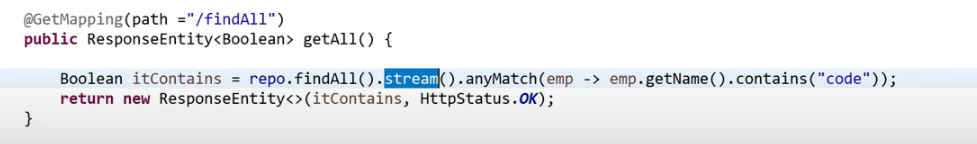 @GetMapping(path ="/findAll")
public ResponseEntity<Boolean> getAll() {
Boolean itContains = repo.findAll().stream().anyMatch(emp -> emp.getName().contains("code"));
return new ResponseEntity<>(itContains, HttpStatus.OK);
}